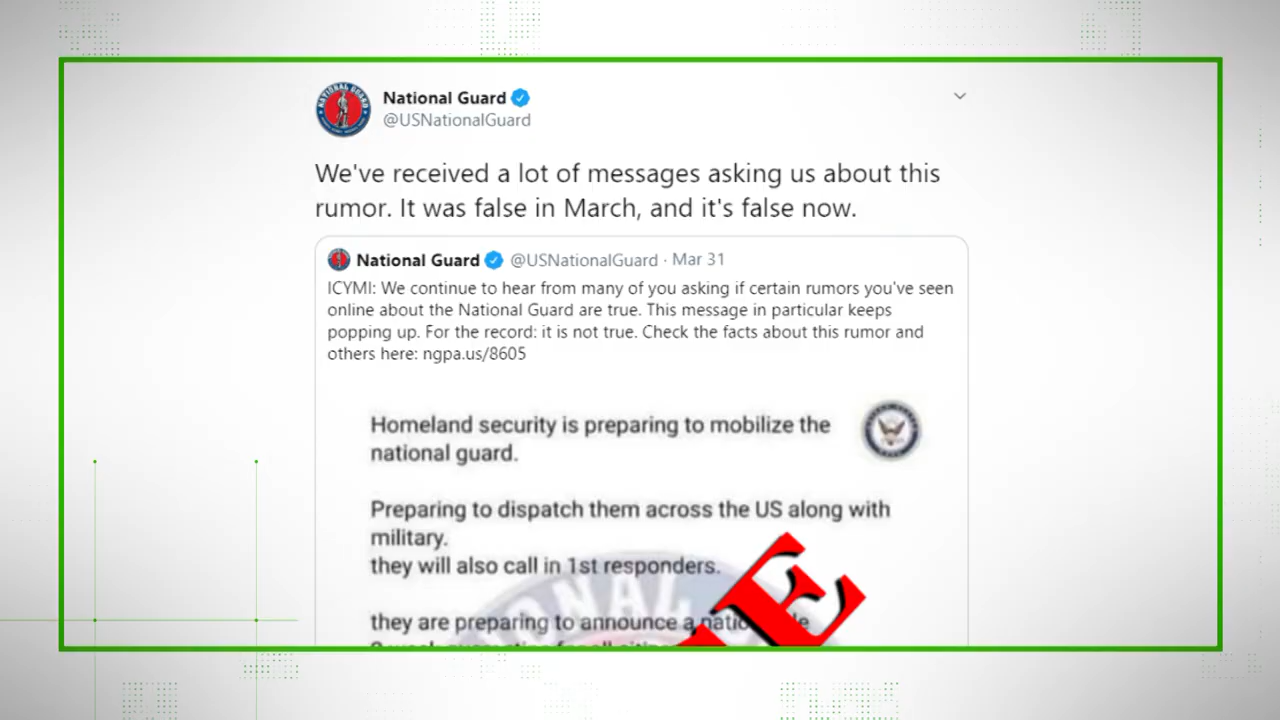 National Guard
@USNationalGuard
We've received a lot of messages asking us about this
rumor. It was false in March, and it's false now.
National Guard @USNationalGuard · Mar 31
ICYMI: We continue to hear from many of you asking if certain rumors you've seen
online about the National Guard are true. This message in particular keeps
popping up. For the record: it is not true. Check the facts about this rumor and
others here: ngpa.us/8605
Homeland security is preparing to mobilize the
national guard.
Preparing to dispatch them across the US along with
military.
they will also call in 1st responders.
they are preparing to announce a